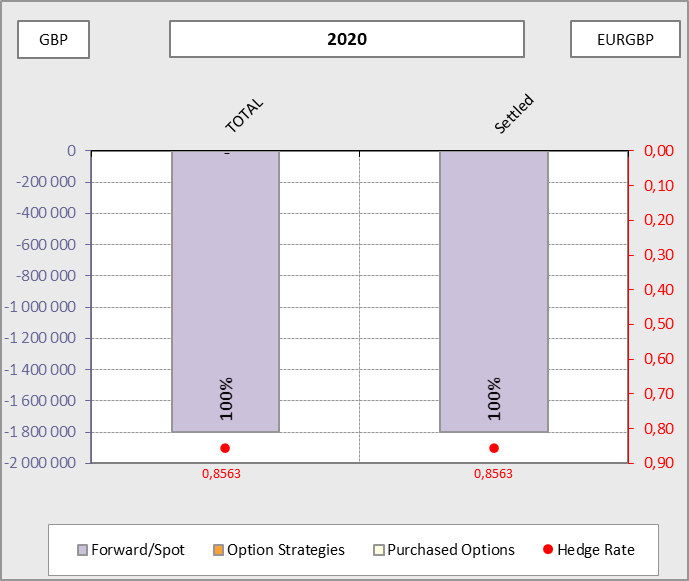 GBP
2020
EURGBP
TOTAL
Settled
0
-200 000
-400 000
-600 000
-800 000
-1 000 000
-1 200 000
-1 400 000
-1 600 000
-1 800 000
-2 000 000
-
100%
100%
0,00
0,10
0,20
0,30
0,40
0,50
0,60
0,70
0,80
0,90
0,8563
0,8563
Forward/Spot
Option Strategies
Purchased Options
Hedge Rate